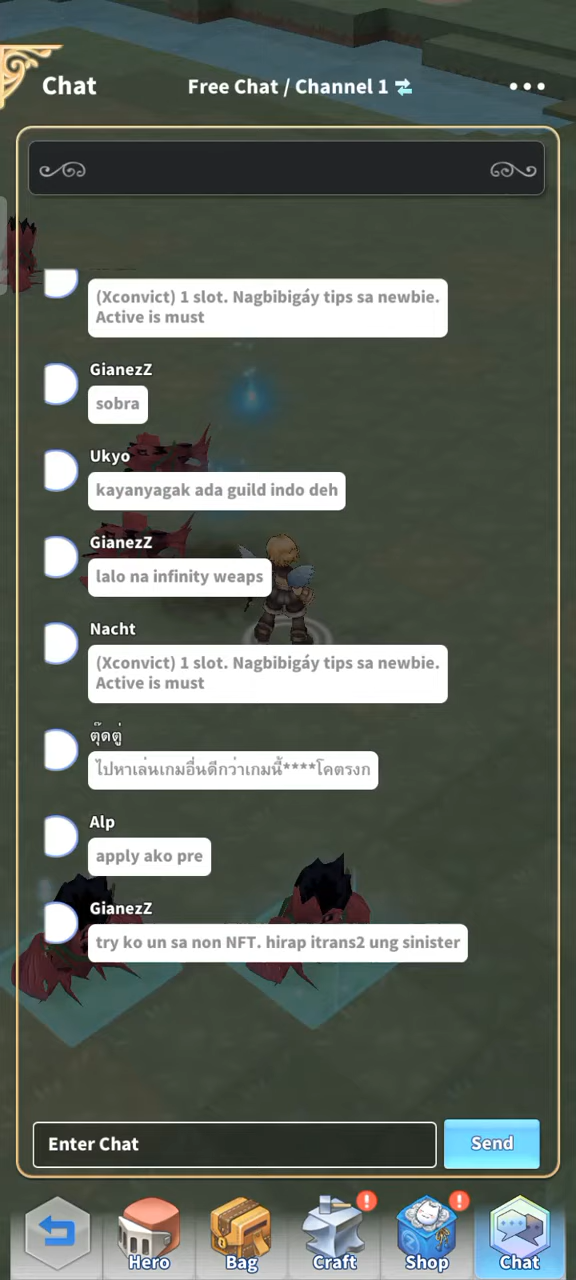 Chat
Free Chat / Channel 1
(Xconvict) 1 slot. Nagbibigáy tips sa newbie.
Active is must
GianezZ
sobra
Ukyo
kayanyagak ada guild indo deh
GianezZ
lalo na infinity weaps
Nacht
(Xconvict) 1 slot. Nagbibigáy tips sa newbie.
Active is must
ตุ๊ดตู่
ไปหาเล่นเกมอื่นดีกว่าเกมนี้****โคตรงก
Alp
apply ako pre
GianezZ
try ko un sa non NFT. hirap itrans2 ung sinister
Enter Chat
Send
Hero
Bag
Craft
Shop
Chat